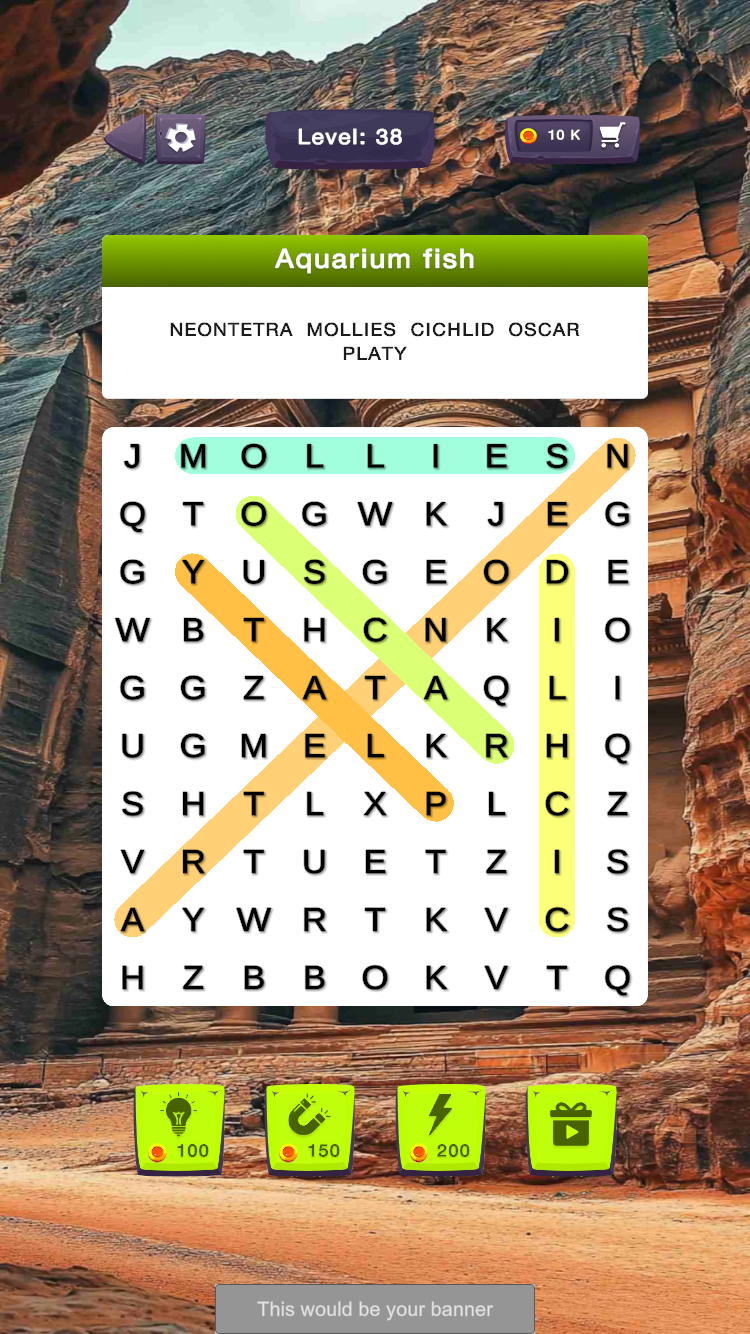 Level: 38
10 K
Aquarium fish
NEONTETRA MOLLIES CICHLID OSCAR
PLATY
J M O L L I E S N
Q T O G W K J E G
G Y U S G E O D E
W B T H C N K I O
G G Z A T A Q L I
U G M E L K R H Q
S H T L X P L C Z
V R T U E T Z I S
A Y W R T K V C S
H Z B B O K V T Q
100 150 200
This would be your banner